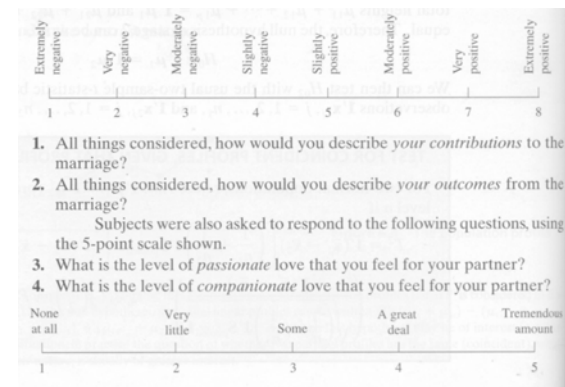 Extremely negative
Very negative
Moderately negative
Slightly negative
Slightly positive
Moderately positive
Very positive
Extremely positive
1 2 3 4 5 6 7 8
1. All things considered, how would you describe your contributions to the
marriage?
2. All things considered, how would you describe your outcomes from the
marriage?
Subjects were also asked to respond to the following questions, using
the 5-point scale shown.
3. What is the level of passionate love that you feel for your partner?
4. What is the level of companionate love that you feel for your partner?
None at all
Very little
Some
A great deal
Tremendous amount
1 2 3 4 5